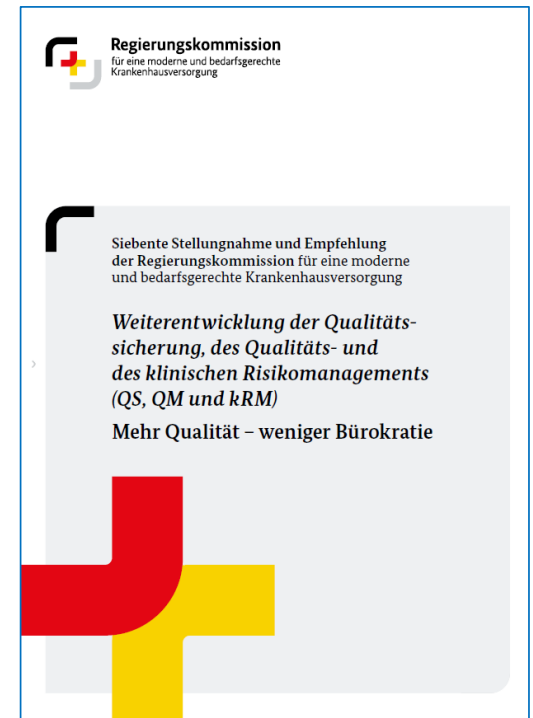 Regierungskommission
für eine moderne und bedarfsgerechte
Krankenhausversorgung
Siebente Stellungnahme und Empfehlung
der Regierungskommission für eine moderne
und bedarfsgerechte Krankenhausversorgung
Weiterentwicklung der Qualitäts-
sicherung, des Qualitäts- und
des klinischen Risikomanagements
(QS, QM und kRM)
Mehr Qualität – weniger Bürokratie